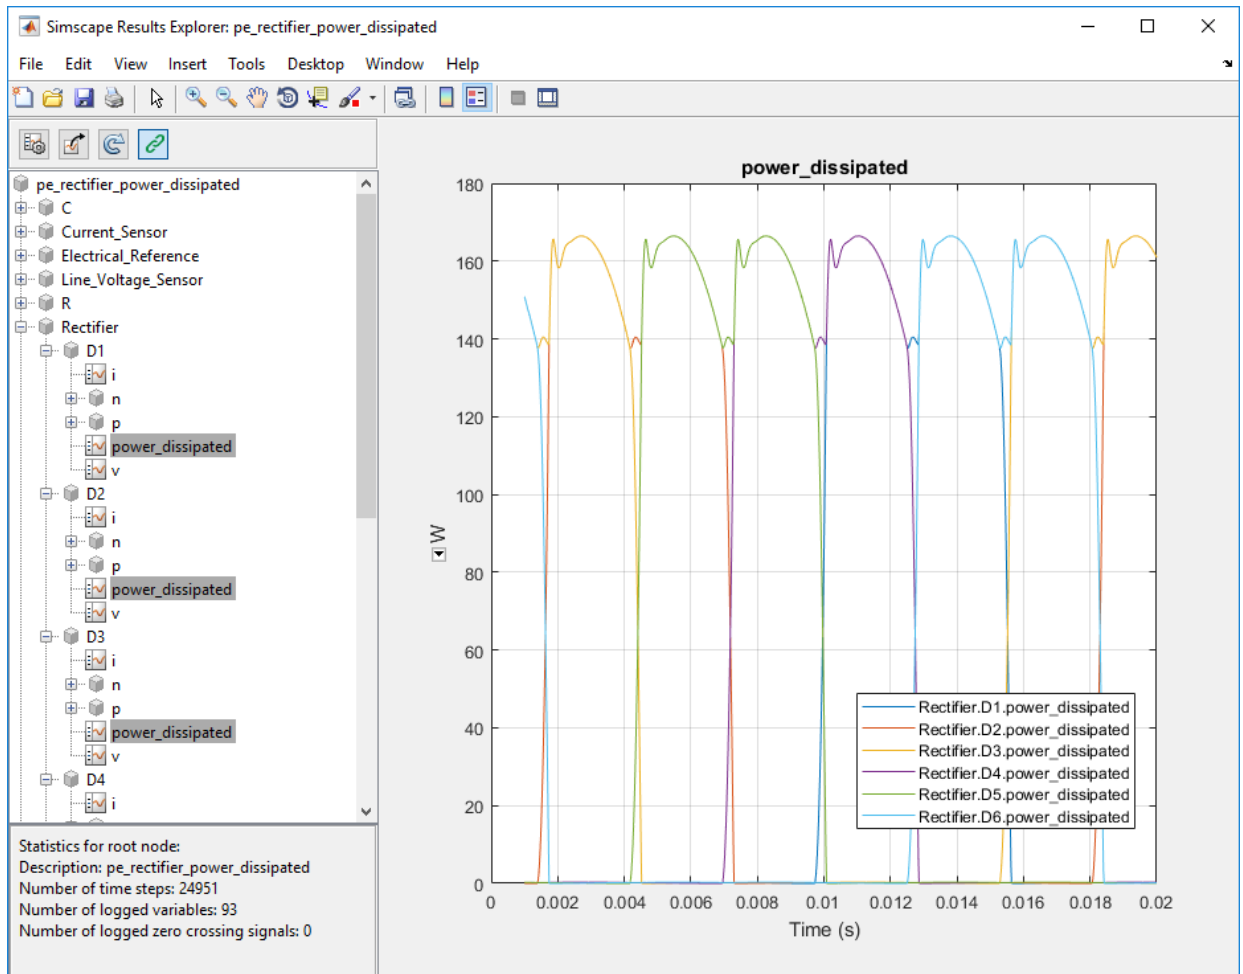 Simscape Results Explorer: pe_rectifier_power_dissipated
File Edit View Insert Tools Desktop Window Help
pe_rectifier_power_dissipated
C
Current_Sensor
Electrical_Reference
Line_Voltage_Sensor
R
Rectifier
D1
i
n
p
power_dissipated
v
D2
i
n
p
power_dissipated
v
D3
i
n
p
power_dissipated
v
D4
i
Statistics for root node:
Description: pe_rectifier_power_dissipated
Number of time steps: 24951
Number of logged variables: 93
Number of logged zero crossing signals: 0
power_dissipated
180
160
140
120
100
80
60
40
20
0
W
Rectifier.D1.power_dissipated
Rectifier.D2.power_dissipated
Rectifier.D3.power_dissipated
Rectifier.D4.power_dissipated
Rectifier.D5.power_dissipated
Rectifier.D6.power_dissipated
0 0.002 0.004 0.006 0.008 0.01 0.012 0.014 0.016 0.018 0.02
Time (s)